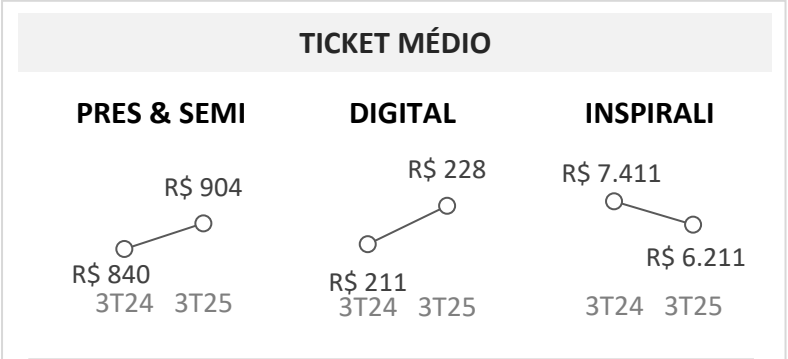 TICKET MÉDIO
PRES & SEMI
R$ 904
R$ 840
3T24 3T25
DIGITAL
R$ 228
R$ 211
3T24 3T25
INSPIRALI
R$ 7.411
R$ 6.211
3T24 3T25